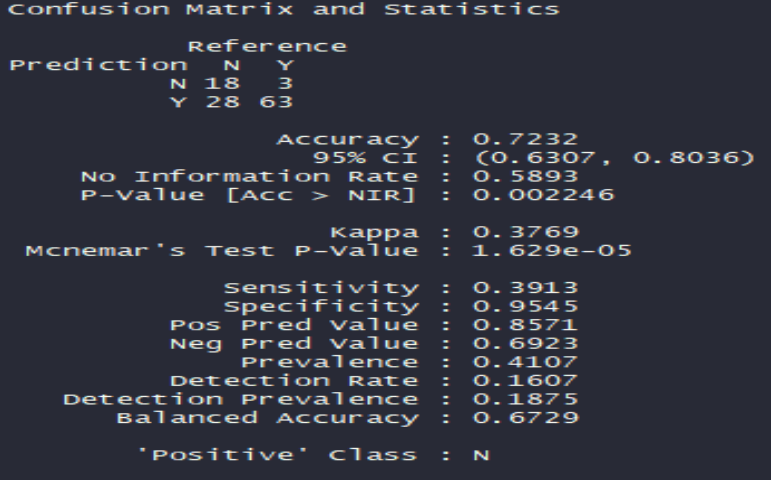 Confusion Matrix and Statistics
Reference
Prediction N Y
N 18 3
Y 28 63
Accuracy : 0.7232
95% CI : (0.6307, 0.8036)
No Information Rate : 0.5893
P-Value [Acc > NIR] : 0.002246
Kappa : 0.3769
Mcnemar's Test P-Value : 1.629e-05
Sensitivity : 0.3913
Specificity : 0.9545
Pos Pred Value : 0.8571
Neg Pred Value : 0.6923
Prevalence : 0.4107
Detection Rate : 0.1607
Detection Prevalence : 0.1875
Balanced Accuracy : 0.6729
'Positive' Class : N